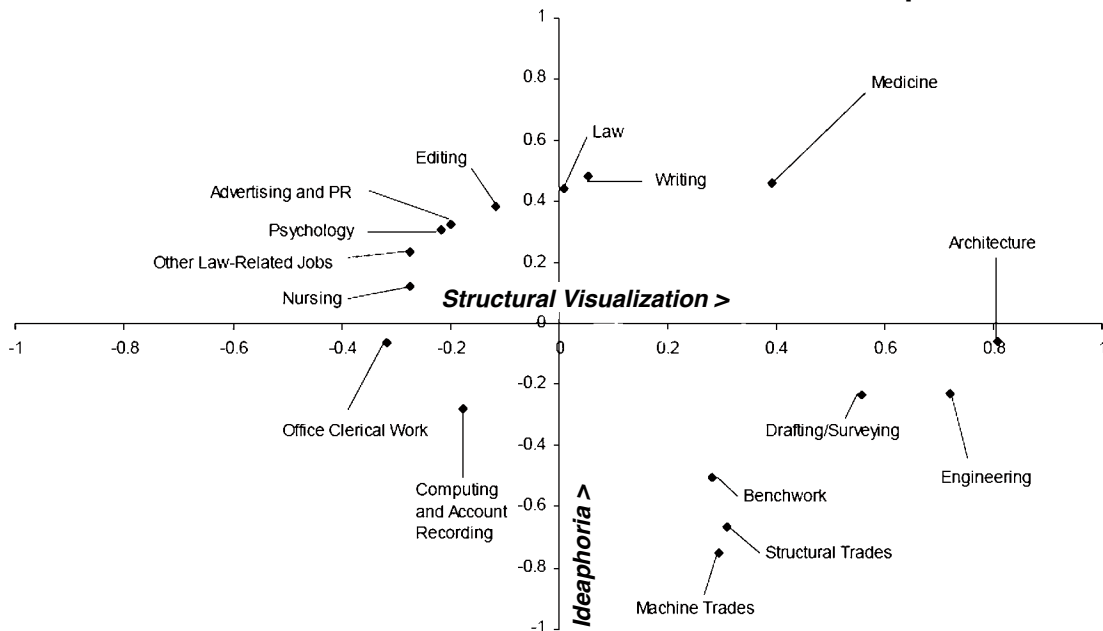 1
0.8
Medicine
0.6
Law
Editing
Writing
Advertising and PR
0.4
Psychology
Architecture
Other Law-Related Jobs
0.2
Nursing
Structural Visualization >
0
-1
-0.8
-0.6
-0.4
-0.2
0
0.2
0.4
0.6
0.8
1
-0.2
Office Clerical Work
Drafting/Surveying
-0.4
Engineering
Computing
and Account
Recording
Benchwork
-0.6
Structural Trades
-0.8
Machine Trades
-1
Ideaphoria >